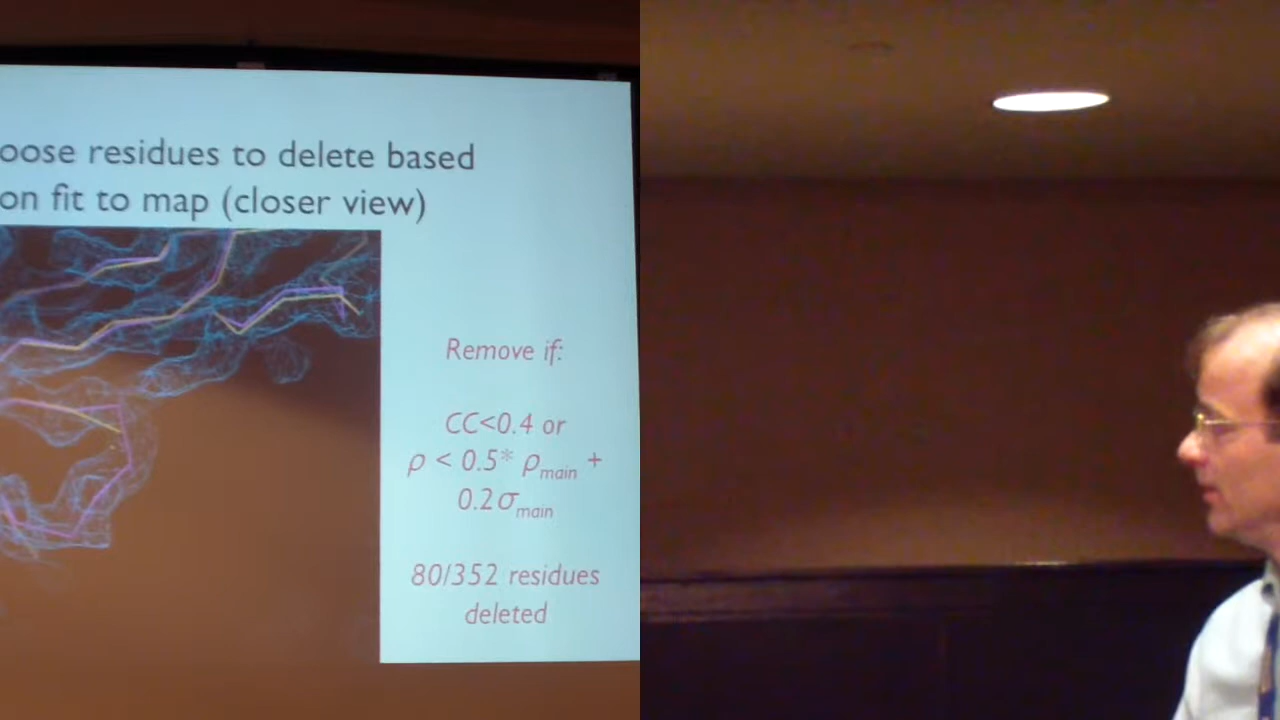 oose residues to delete based
on fit to map (closer view)
Remove if:
CC<0.4 or
ρ < 0.5* ρmain +
0.2σmain
80/352 residues
deleted